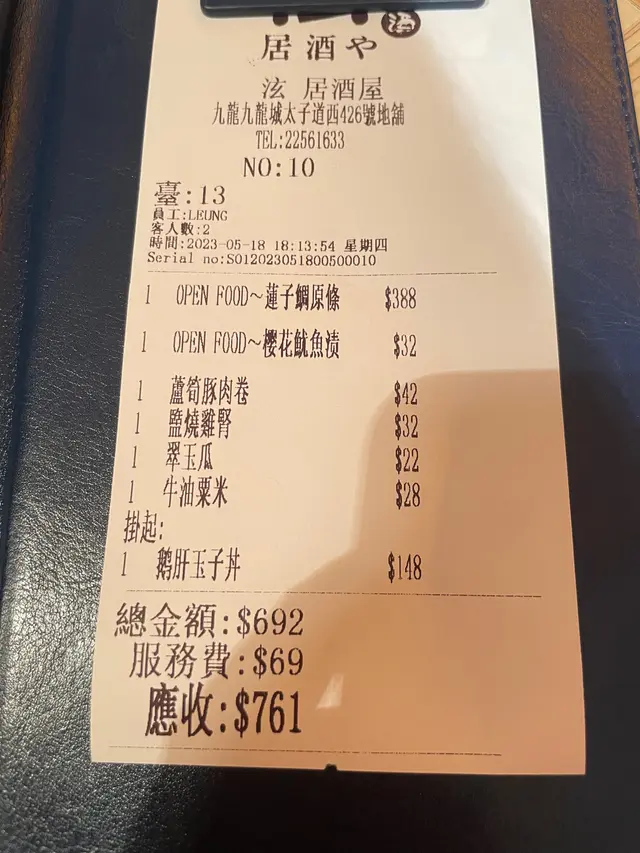 居酒や
泫 居酒屋
九龍九龍城太子道西426號地舖
TEL:22561633
NO:10
臺:13
員工:LEUNG
客人數:2
時間:2023-05-18 18:13:54 星期四
Serial no:S012023051800500010
1 OPEN FOOD~蓮子鯛原條 $388
1 OPEN FOOD~櫻花魷魚漬 $32
1 蘆筍豚肉卷 $42
1 盬燒雞腎 $32
1 翠玉瓜 $22
1 牛油粟米 $28
掛起:
1 鵝肝玉子丼 $148
總金額:$692
服務費:$69
應收:$761